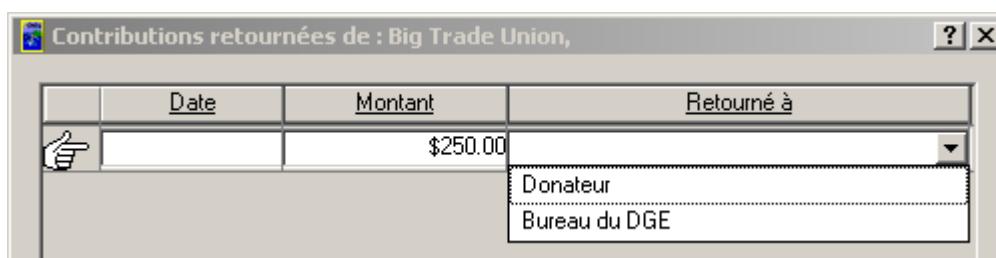 Contributions retournées de : Big Trade Union,
Date Montant Retourné à
$250.00
Donateur
Bureau du DGE